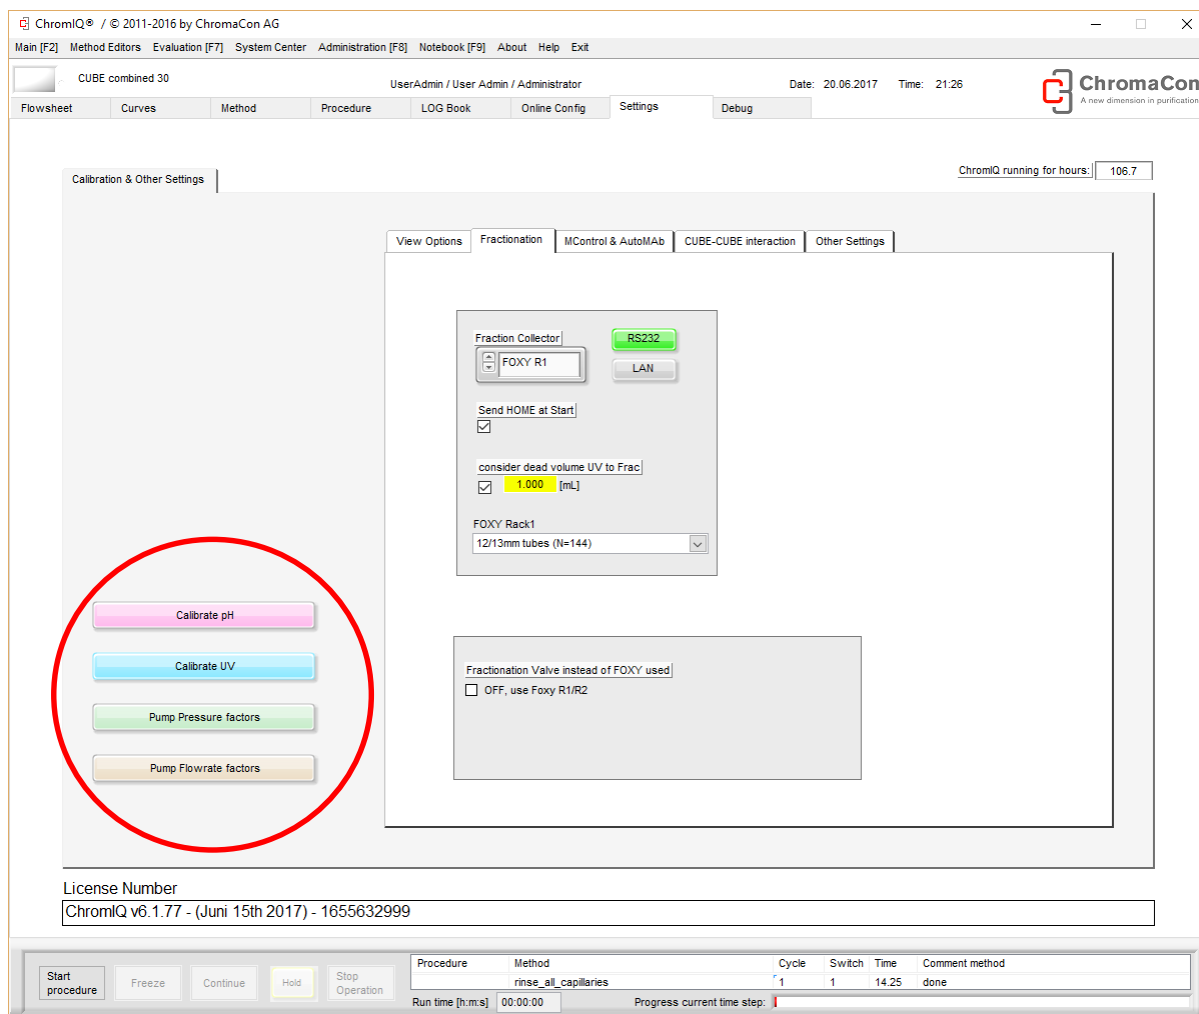 ChromIQ® / © 2011-2016 by ChromaCon AG
Main [F2] Method Editors Evaluation [F7] System Center Administration [F8] Notebook [F9] About Help Exit
CUBE combined 30
UserAdmin / User Admin / Administrator
Date: 20.06.2017 Time: 21:26
ChromaCon
A new dimension in purification
Flowsheet Curves Method Procedure LOG Book Online Config Settings Debug
ChromIQ running for hours: 106.7
Calibration & Other Settings
View Options Fractionation MControl & AutoMAb CUBE-CUBE interaction Other Settings
Fraction Collector
RS232
FOXY R1
LAN
Send HOME at Start
consider dead volume UV to Frac
1.000 [mL]
FOXY Rack1
12/13mm tubes (N=144)
Calibrate pH
Calibrate UV
Pump Pressure factors
Pump Flowrate factors
Fractionation Valve instead of FOXY used
OFF, use Foxy R1/R2
License Number
ChromIQ v6.1.77 - (Juni 15th 2017) - 1655632999
Start procedure
Freeze
Continue
Hold
Stop Operation
Procedure Method Cycle Switch Time Comment method
rinse_all_capillaries 1 1 14.25 done
Run time [h:m:s] 00:00:00 Progress current time step: